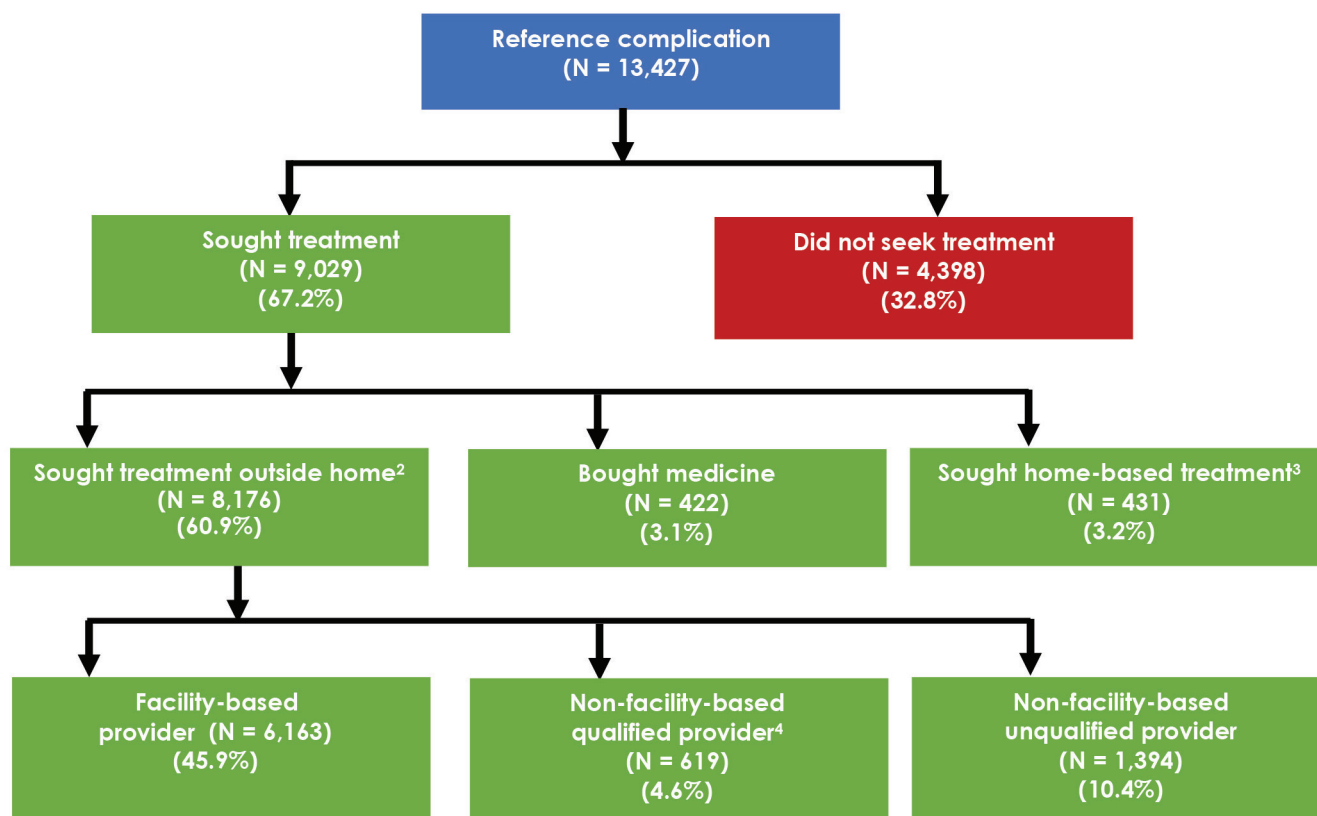 Reference complication
(N = 13,427)
Sought treatment
(N = 9,029)
(67.2%)
Did not seek treatment
(N = 4,398)
(32.8%)
Sought treatment outside home²
(N = 8,176)
(60.9%)
Bought medicine
(N = 422)
(3.1%)
Sought home-based treatment³
(N = 431)
(3.2%)
Facility-based
provider (N = 6,163)
(45.9%)
Non-facility-based
qualified provider⁴
(N = 619)
(4.6%)
Non-facility-based
unqualified provider
(N = 1,394)
(10.4%)